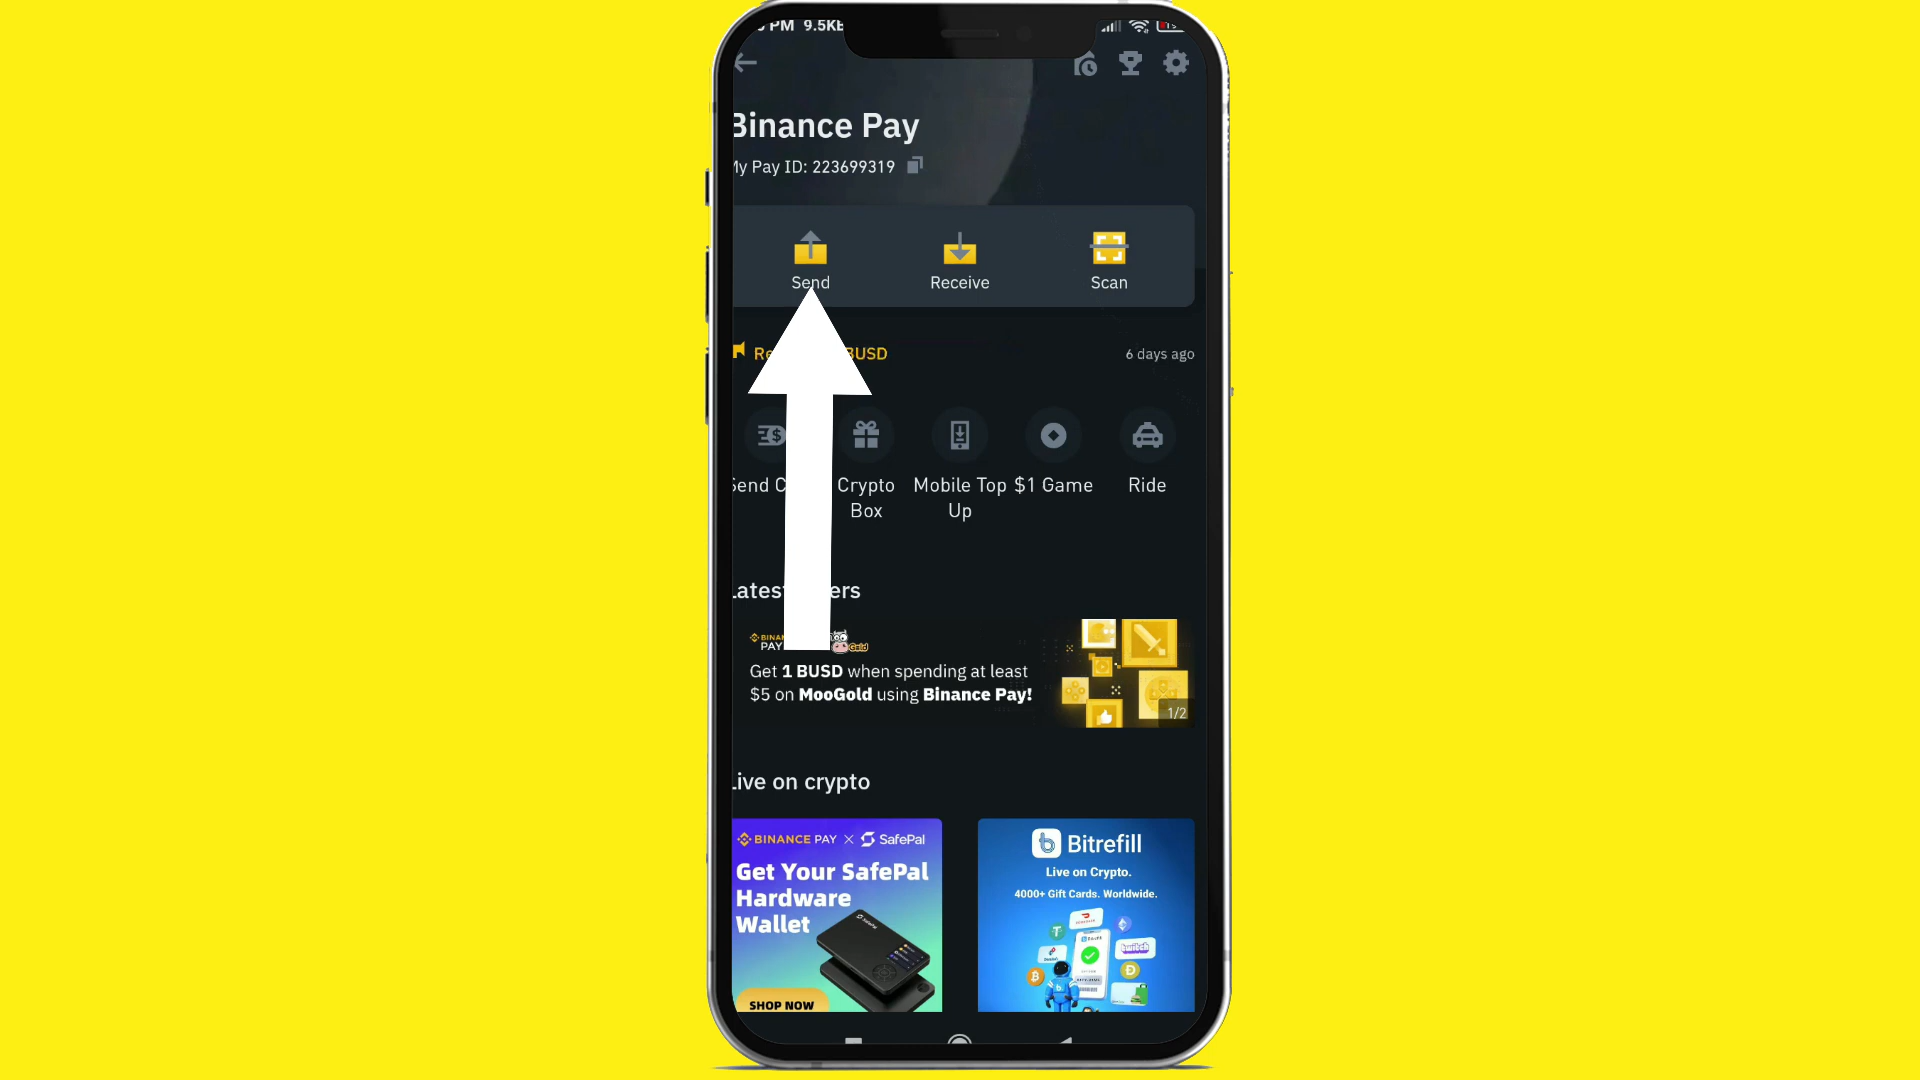 PM 9.5KB
Binance Pay
My Pay ID: 223699319
Send
Receive
Scan
BUSD
6 days ago
Send
Crypto Box
Mobile Top Up
$1 Game
Ride
Latest
Get 1 BUSD when spending at least
$5 on MooGold using Binance Pay!
1/2
Live on crypto
BINANCE PAY X SafePal
Get Your SafePal
Hardware
Wallet
SHOP NOW
Bitrefill
Live on Crypto.
4000+ Gift Cards. Worldwide.
twitch